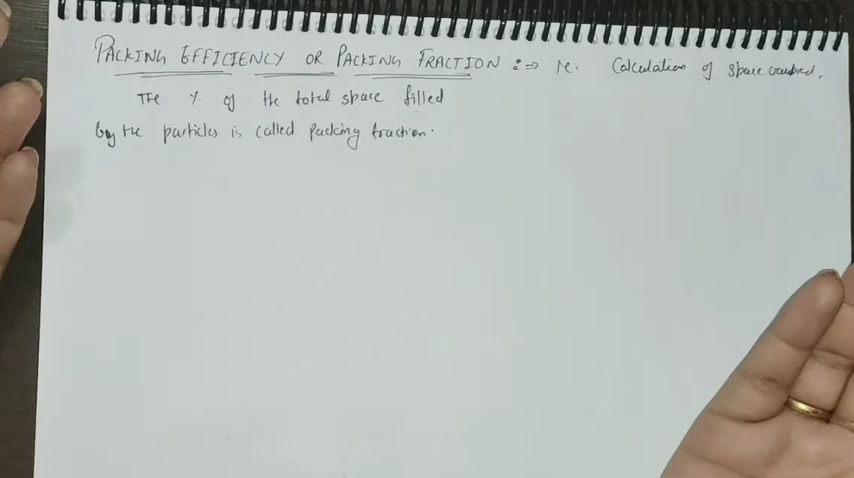 PACKING EFFICIENCY OR PACKING FRACTION :⇒ ie. Calculation of space occupied.
The % of the total space filled
by the particles is called packing fraction.